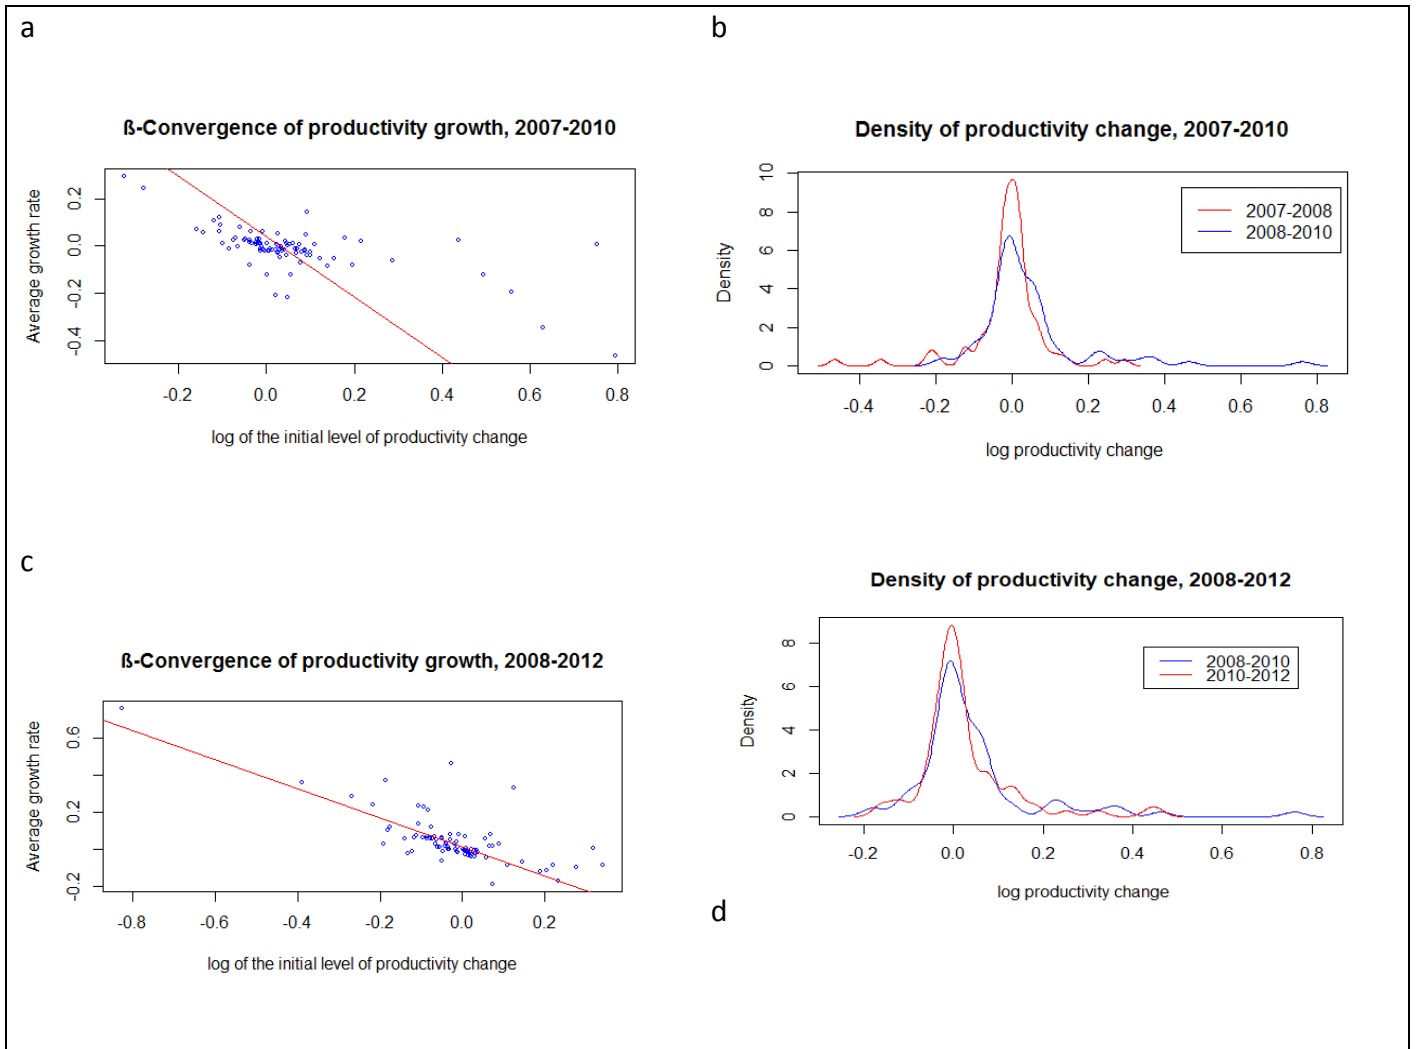 a
ß-Convergence of productivity growth, 2007-2010
Average growth rate
0.2
0.0
-0.2
-0.4
-0.2
0.0
0.2
0.4
0.6
0.8
log of the initial level of productivity change
b
Density of productivity change, 2007-2010
Density
10
8
6
4
2
0
2007-2008
2008-2010
-0.4
-0.2
0.0
0.2
0.4
0.6
0.8
log productivity change
c
ß-Convergence of productivity growth, 2008-2012
Average growth rate
0.6
0.2
-0.2
-0.8
-0.6
-0.4
-0.2
0.0
0.2
log of the initial level of productivity change
Density of productivity change, 2008-2012
Density
8
6
4
2
0
2008-2010
2010-2012
-0.2
0.0
0.2
0.4
0.6
0.8
log productivity change
d